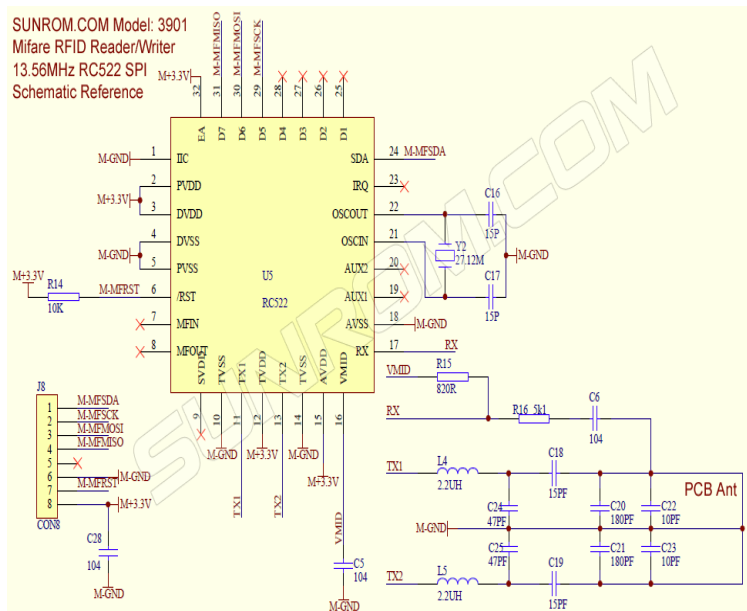 SUNROM.COM Model: 3901
Mifare RFID Reader/Writer
13.56MHz RC522 SPI
Schematic Reference
SUNROM.COM
M+3.3V
M-MFMISO
M-MFMOSI
M-MFSCK
32
31
30
29
28
27
26
25
EA
D7
D6
D5
D4
D3
D2
D1
M-GND
1
IIC
SDA
24
M-MFSDA
2
PVDD
IRQ
23
M+3.3V
3
DVDD
OSCOUT
22
4
DVSS
OSCIN
21
M-GND
5
PVSS
AUX2
20
M+3.3V
R14
10K
M-MFRST
6
/RST
AUX1
19
7
MFIN
AVSS
18
M-GND
8
MFOUT
RX
17
RX
U5
RC522
C16
15P
Y2
27.12M
M-GND
C17
15P
SVDD
TVSS
TX1
TVDD
TX2
TVSS
AVDD
VMID
9
10
11
12
13
14
15
16
M-GND
M+3.3V
M-GND
M+3.3V
TX1
TX2
VMID
C5
104
M-GND
J8
1
M-MFSDA
2
M-MFSCK
3
M-MFMOSI
4
M-MFMISO
5
6
M-GND
7
M-MFRST
8
M+3.3V
CON8
C28
104
M-GND
VMID
R15
820R
RX
R16 5k1
C6
104
TX1
L4
2.2UH
C18
15PF
PCB Ant
C24
47PF
C20
180PF
C22
10PF
M-GND
C25
47PF
C21
180PF
C23
10PF
TX2
L5
2.2UH
C19
15PF